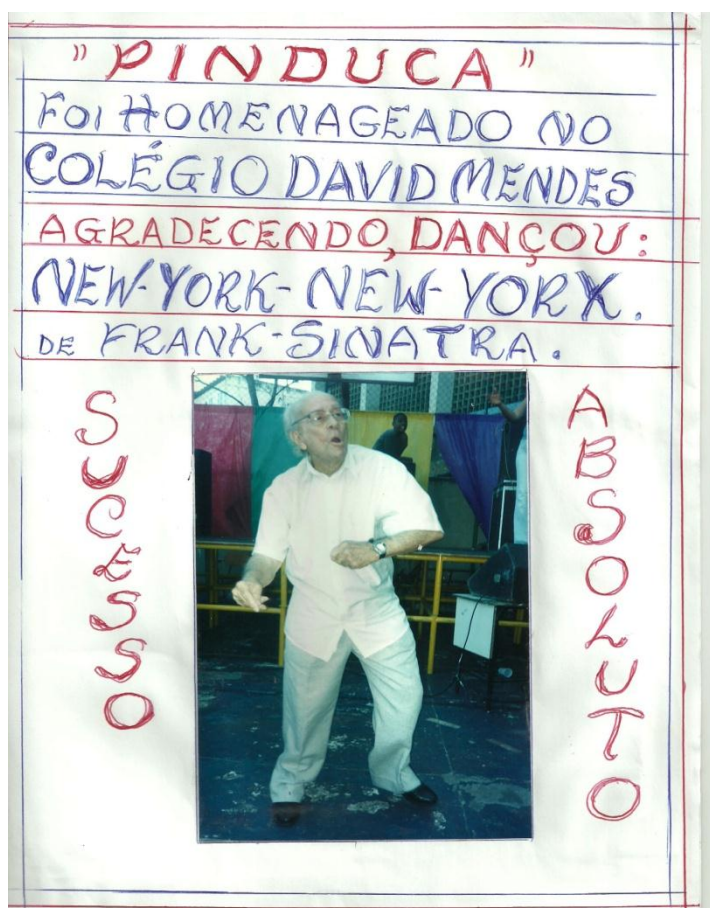 "PINDUCA"
FOI HOMENAGEADO NO
COLÉGIO DAVID MENDES
AGRADECENDO, DANÇOU:
NEW-YORK-NEW-YORK.
DE FRANK-SINATRA.
SUCESSO
ABSOLUTO